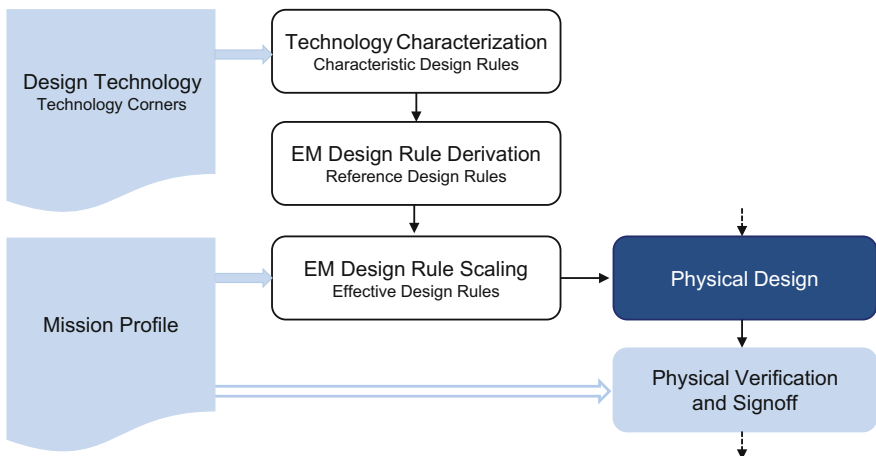 Technology Characterization
Characteristic Design Rules
Design Technology
Technology Corners
EM Design Rule Derivation
Reference Design Rules
EM Design Rule Scaling
Effective Design Rules
Physical Design
Mission Profile
Physical Verification
and Signoff